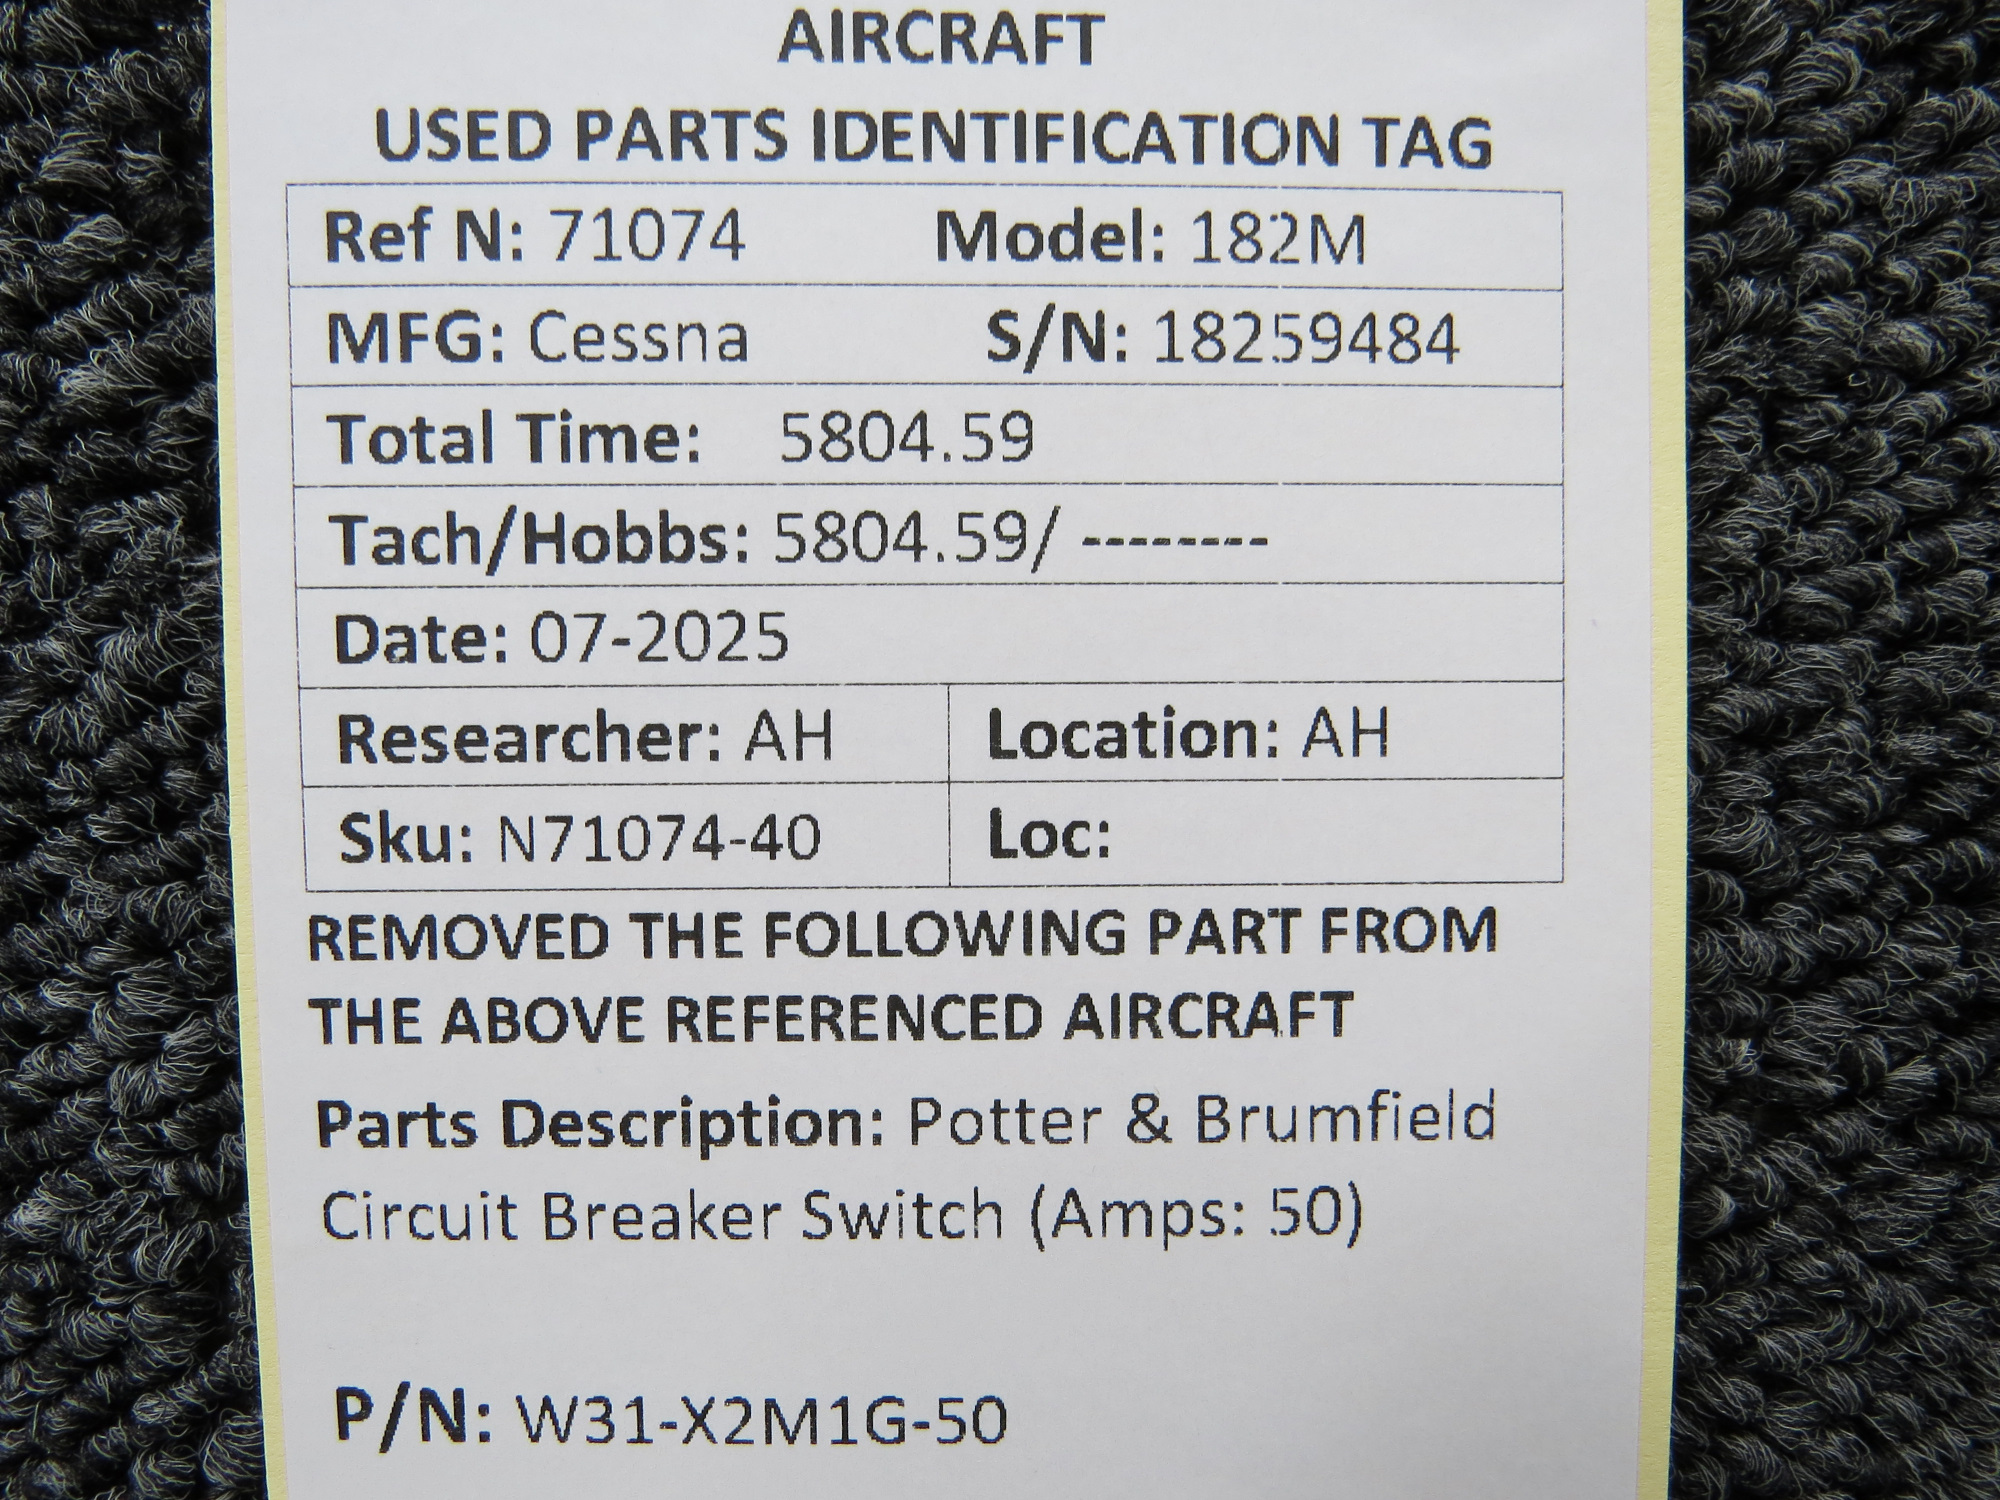 AIRCRAFT
USED PARTS IDENTIFICATION TAG
Ref N: 71074 Model: 182M
MFG: Cessna S/N: 18259484
Total Time: 5804.59
Tach/Hobbs: 5804.59/ --------
Date: 07-2025
Researcher: AH Location: AH
Sku: N71074-40 Loc:
REMOVED THE FOLLOWING PART FROM
THE ABOVE REFERENCED AIRCRAFT
Parts Description: Potter & Brumfield
Circuit Breaker Switch (Amps: 50)
P/N: W31-X2M1G-50